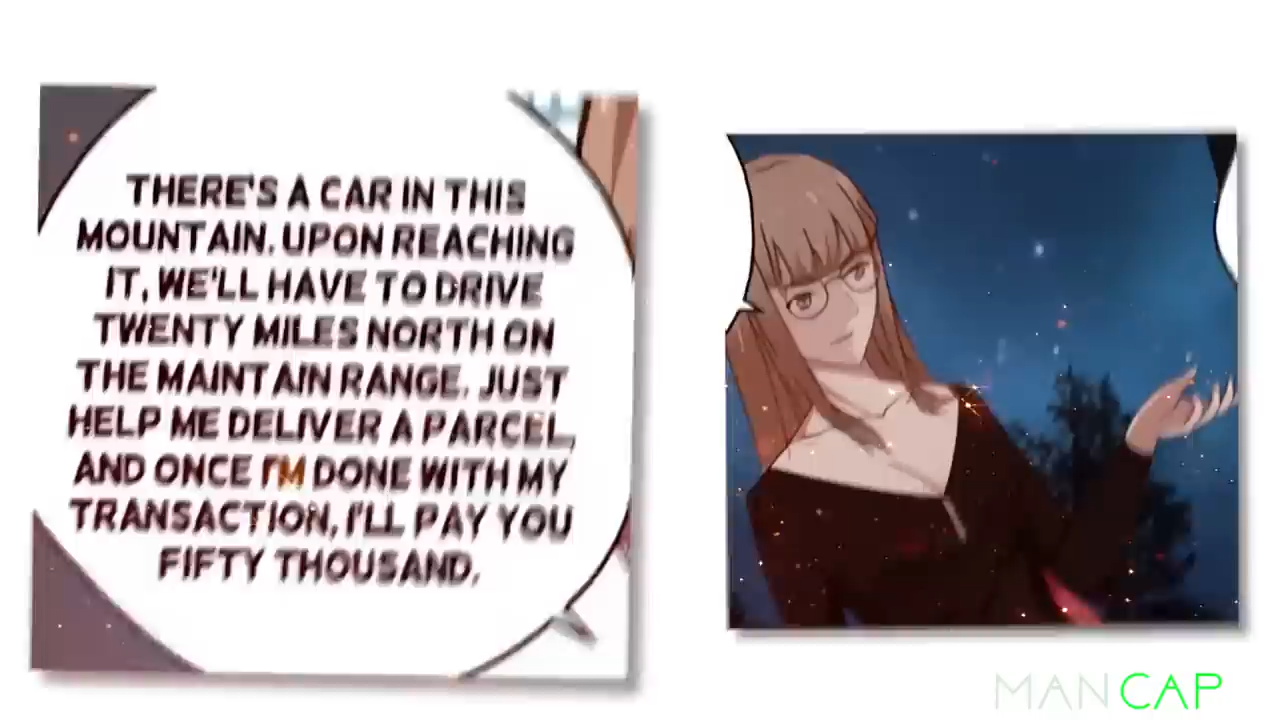 THERE'S A CAR IN THIS
MOUNTAIN. UPON REACHING
IT, WE'LL HAVE TO DRIVE
TWENTY MILES NORTH ON
THE MAINTAIN RANGE. JUST
HELP ME DELIVER A PARCEL,
AND ONCE I'M DONE WITH MY
TRANSACTION, I'LL PAY YOU
FIFTY THOUSAND.
MANCAP